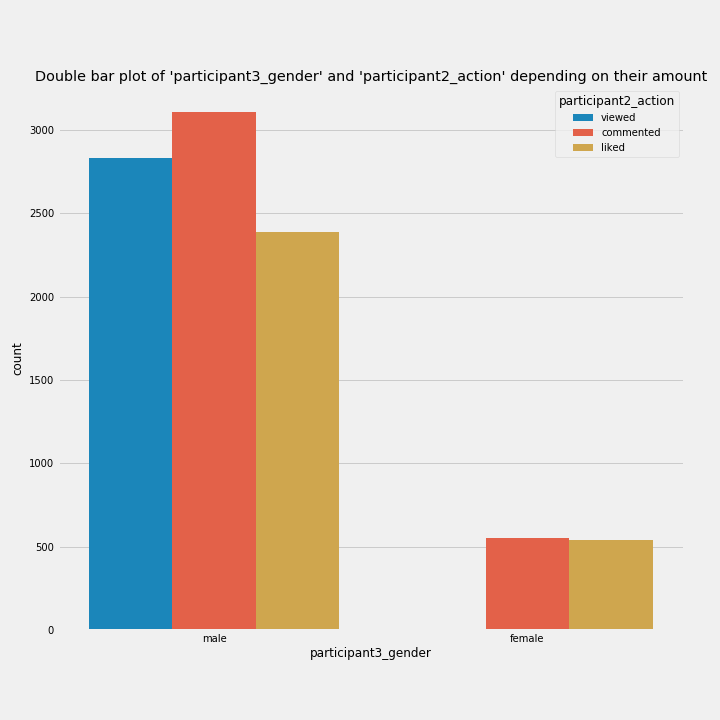 Double bar plot of 'participant3_gender' and 'participant2_action' depending on their amount
participant2_action
viewed
commented
liked
3000
2500
2000
1500
1000
500
0
count
male
female
participant3_gender